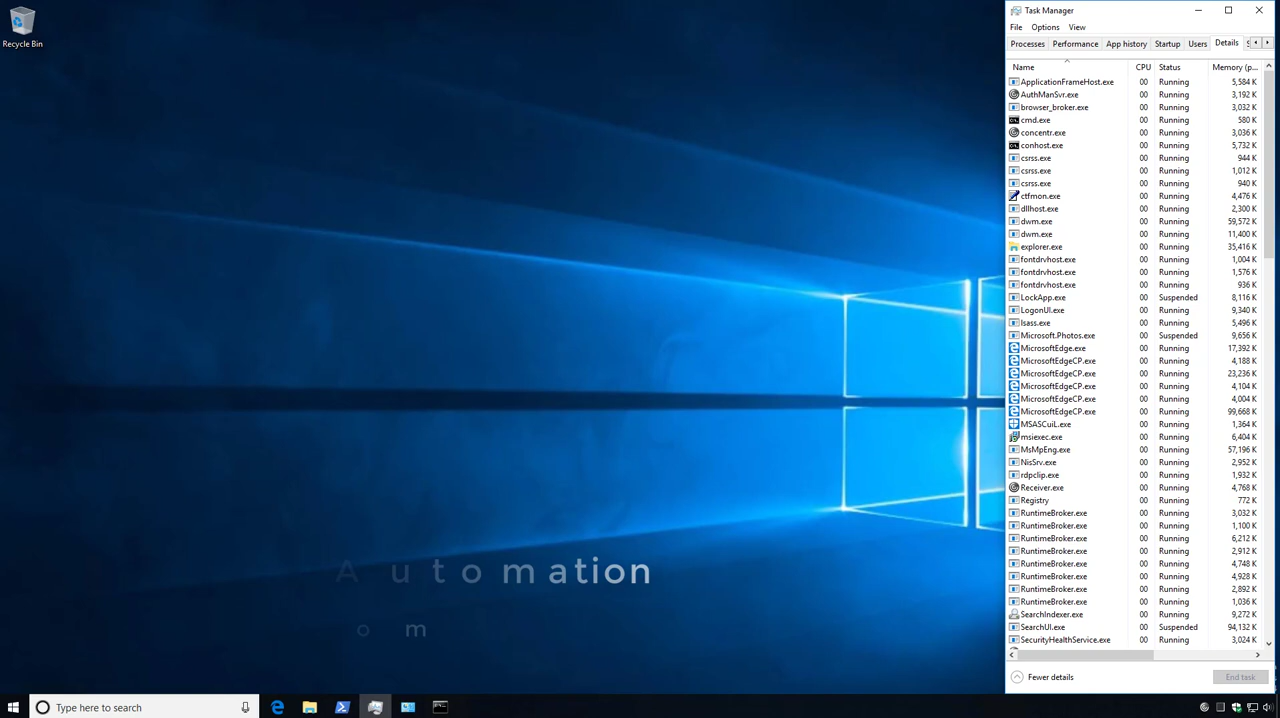 Recycle Bin
Task Manager
File Options View
Processes Performance App history Startup Users Details S
Name CPU Status Memory (p...
ApplicationFrameHost.exe 00 Running 5,584 K
AuthManSvr.exe 00 Running 3,192 K
browser_broker.exe 00 Running 3,032 K
cmd.exe 00 Running 580 K
concentr.exe 00 Running 3,036 K
conhost.exe 00 Running 5,732 K
csrss.exe 00 Running 944 K
csrss.exe 00 Running 1,012 K
csrss.exe 00 Running 940 K
ctfmon.exe 00 Running 4,476 K
dllhost.exe 00 Running 2,300 K
dwm.exe 00 Running 59,572 K
dwm.exe 00 Running 11,400 K
explorer.exe 00 Running 35,416 K
fontdrvhost.exe 00 Running 1,004 K
fontdrvhost.exe 00 Running 1,576 K
fontdrvhost.exe 00 Running 936 K
LockApp.exe 00 Suspended 8,116 K
LogonUI.exe 00 Running 9,340 K
lsass.exe 00 Running 5,496 K
Microsoft.Photos.exe 00 Suspended 9,656 K
MicrosoftEdge.exe 00 Running 17,392 K
MicrosoftEdgeCP.exe 00 Running 4,188 K
MicrosoftEdgeCP.exe 00 Running 23,236 K
MicrosoftEdgeCP.exe 00 Running 4,104 K
MicrosoftEdgeCP.exe 00 Running 4,004 K
MicrosoftEdgeCP.exe 00 Running 99,668 K
MSASCuiL.exe 00 Running 1,364 K
msiexec.exe 00 Running 6,404 K
MsMpEng.exe 00 Running 57,196 K
NisSrv.exe 00 Running 2,952 K
rdpclip.exe 00 Running 1,932 K
Receiver.exe 00 Running 4,768 K
Registry 00 Running 772 K
RuntimeBroker.exe 00 Running 3,032 K
RuntimeBroker.exe 00 Running 1,100 K
RuntimeBroker.exe 00 Running 6,212 K
RuntimeBroker.exe 00 Running 2,912 K
RuntimeBroker.exe 00 Running 4,748 K
RuntimeBroker.exe 00 Running 4,928 K
RuntimeBroker.exe 00 Running 2,892 K
RuntimeBroker.exe 00 Running 1,036 K
SearchIndexer.exe 00 Running 9,272 K
SearchUI.exe 00 Suspended 94,132 K
SecurityHealthService.exe 00 Running 3,024 K
Automation
o m
Fewer details End task
Type here to search